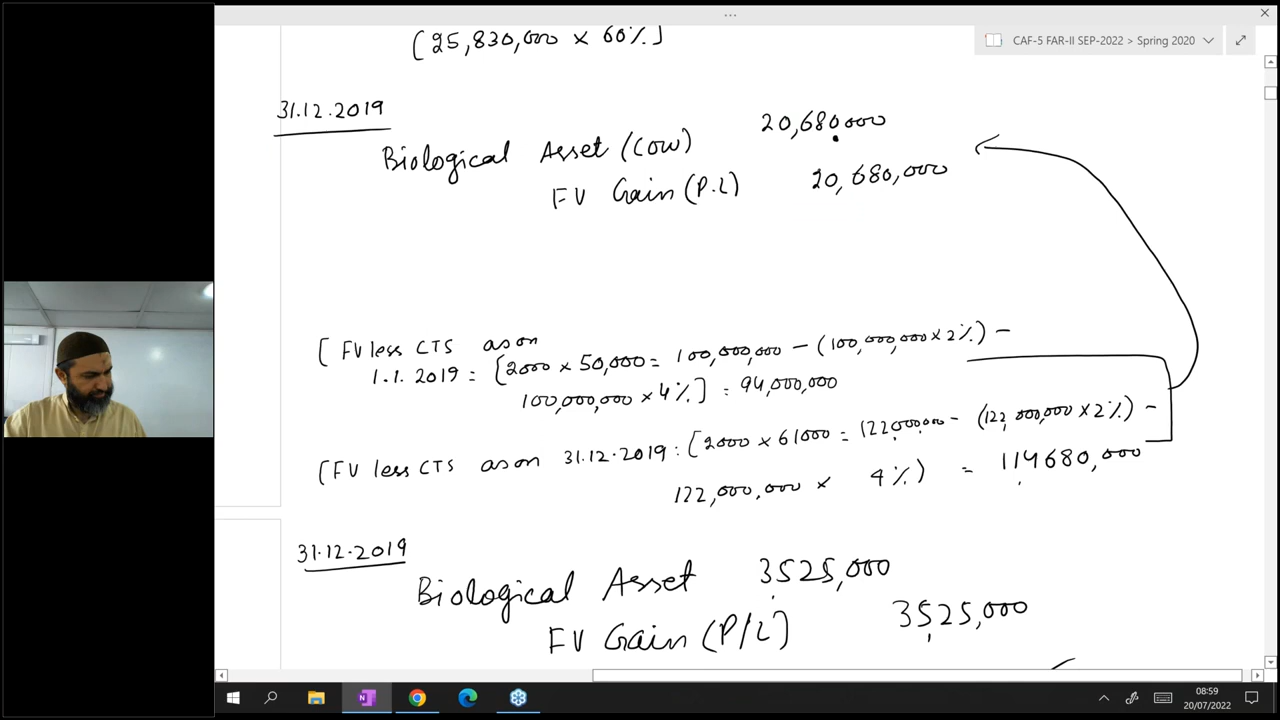 CAF-5 FAR-II SEP-2022 > Spring 2020
[25,830,000 x 60%]
31.12.2019
Biological Asset (cow) 20,680,000
FV Gain (P.L) 20,680,000
[FV less CTS as on
1.1.2019 = [2000 x 50,000 = 100,000,000 - (100,000,000 x 2%) -
100,000,000 x 4%] = 94,000,000
[FV less CTS as on 31.12.2019: [2000 x 61000 = 122,000,000 - (122,000,000 x 2%) -
122,000,000 x 4%) = 114680,000
31.12.2019
Biological Asset 3525,000
FV Gain (P/L) 3525,000
08:59
20/07/2022